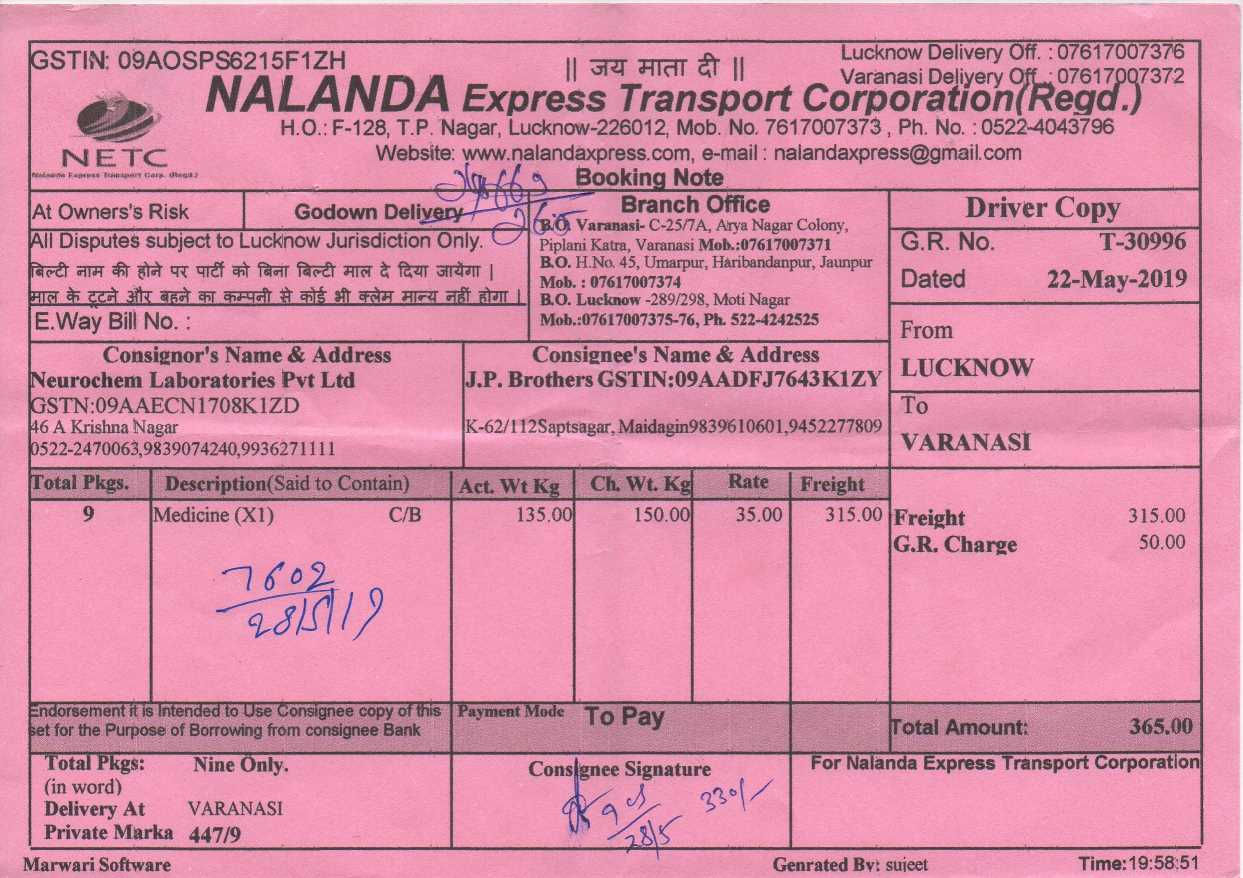 GSTIN: 09AOSPS6215F1ZH
|| जय माता दी ||
Lucknow Delivery Off. : 07617007376
Varanasi Deliyery Off. : 07617007372
NALANDA Express Transport Corporation(Regd.)
H.O.: F-128, T.P. Nagar, Lucknow-226012, Mob. No. 7617007373 , Ph. No. : 0522-4043796
NETC
Nalanda Express Transport Corp. (Regd.)
Website: www.nalandaxpress.com, e-mail : nalandaxpress@gmail.com
Booking Note
At Owners's Risk
Godown Delivery
265
All Disputes subject to Lucknow Jurisdiction Only.
बिल्टी नाम की होने पर पार्टी को बिना बिल्टी माल दे दिया जायेगा |
माल के टूटने और बहने का कम्पनी से कोई भी क्लेम मान्य नहीं होगा |
E.Way Bill No. :
Branch Office
B.O. Varanasi- C-25/7A, Arya Nagar Colony,
Piplani Katra, Varanasi Mob.:07617007371
B.O. H.No. 45, Umarpur, Haribandanpur, Jaunpur
Mob. : 07617007374
B.O. Lucknow -289/298, Moti Nagar
Mob.:07617007375-76, Ph. 522-4242525
Driver Copy
G.R. No. T-30996
Dated 22-May-2019
From
LUCKNOW
To
VARANASI
Consignor's Name & Address
Neurochem Laboratories Pvt Ltd
GSTN:09AAECN1708K1ZD
46 A Krishna Nagar
0522-2470063,9839074240,9936271111
Consignee's Name & Address
J.P. Brothers GSTIN:09AADFJ7643K1ZY
K-62/112Saptsagar, Maidagin9839610601,9452277809
Total Pkgs. Description(Said to Contain) Act. Wt Kg Ch. Wt. Kg Rate Freight
9 Medicine (X1) C/B 135.00 150.00 35.00 315.00
Freight 315.00
G.R. Charge 50.00
7602
28/5/19
Endorsement it is Intended to Use Consignee copy of this
set for the Purpose of Borrowing from consignee Bank
Payment Mode To Pay
Total Amount: 365.00
Total Pkgs: Nine Only.
(in word)
Delivery At VARANASI
Private Marka 447/9
Consignee Signature
330/-
28/5
For Nalanda Express Transport Corporation
Marwari Software
Genrated By: sujeet
Time:19:58:51